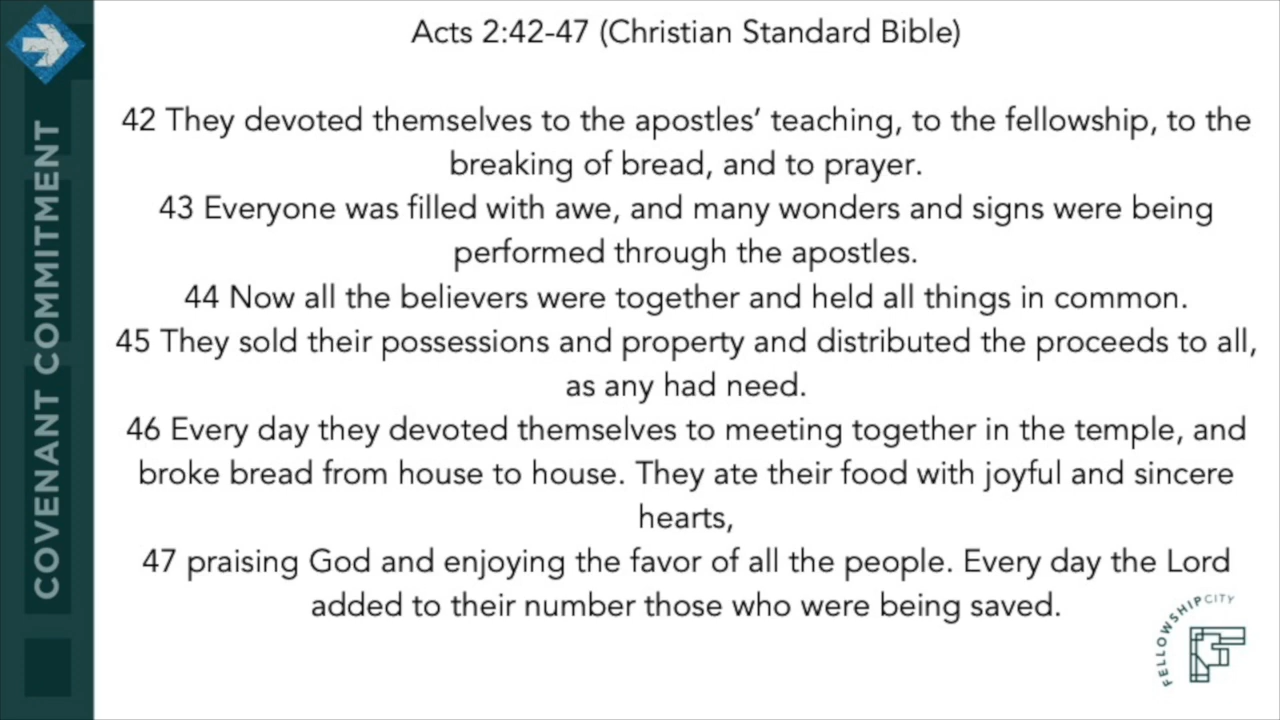 COVENANT COMMITMENT
Acts 2:42-47 (Christian Standard Bible)
42 They devoted themselves to the apostles’ teaching, to the fellowship, to the
breaking of bread, and to prayer.
43 Everyone was filled with awe, and many wonders and signs were being
performed through the apostles.
44 Now all the believers were together and held all things in common.
45 They sold their possessions and property and distributed the proceeds to all,
as any had need.
46 Every day they devoted themselves to meeting together in the temple, and
broke bread from house to house. They ate their food with joyful and sincere
hearts,
47 praising God and enjoying the favor of all the people. Every day the Lord
added to their number those who were being saved.
FELLOWSHIPCITY